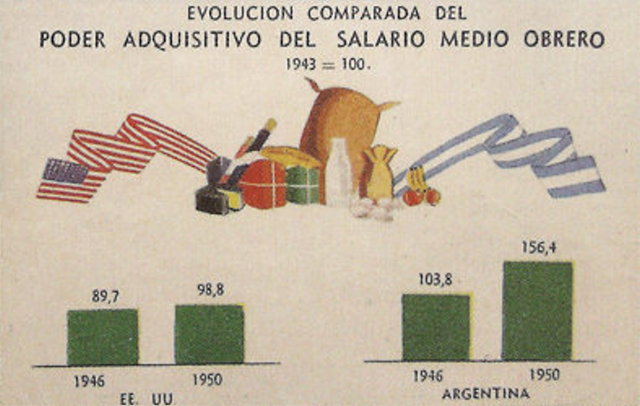 EVOLUCION COMPARADA DEL
PODER ADQUISITIVO DEL SALARIO MEDIO OBRERO
1943 = 100.
89,7
98,8
103,8
156,4
1946
1950
1946
1950
EE. UU
ARGENTINA